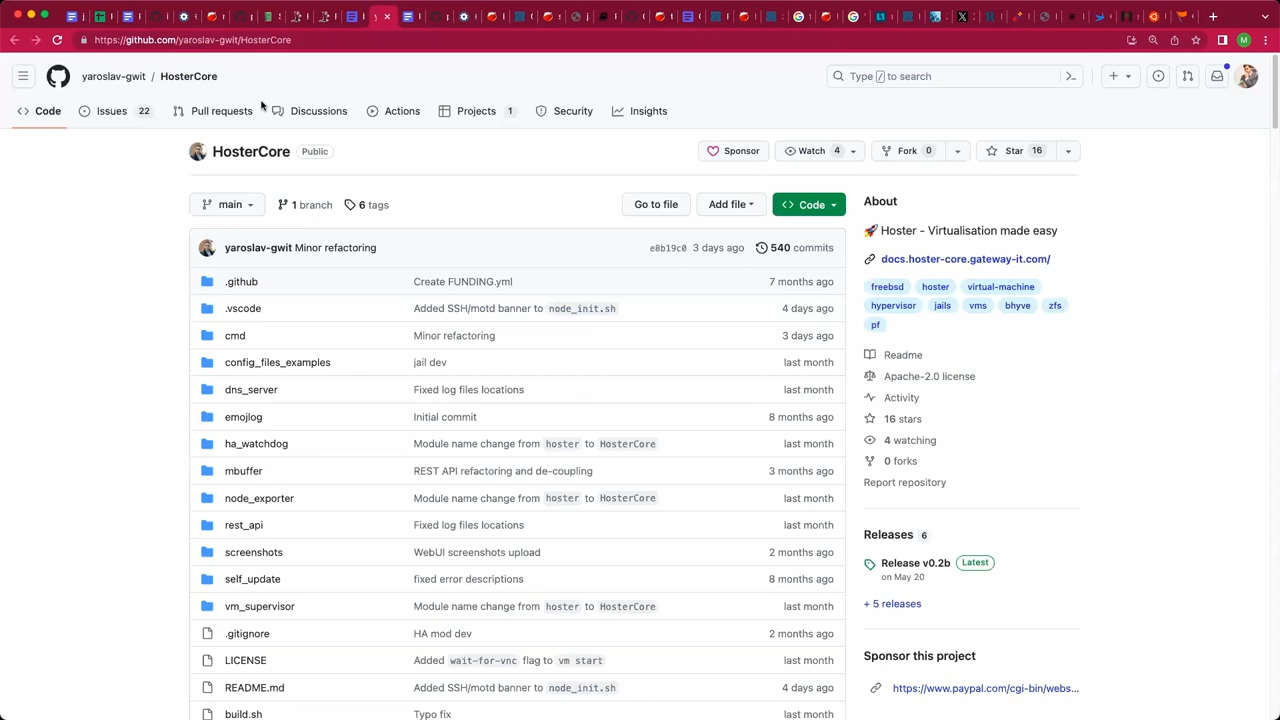 https://github.com/yaroslav-gwit/HosterCore
M
yaroslav-gwit / HosterCore
Type / to search
Code
Issues 22
Pull requests
Discussions
Actions
Projects 1
Security
Insights
HosterCore Public
Sponsor
Watch 4
Fork 0
Star 16
main
1 branch
6 tags
Go to file
Add file
Code
yaroslav-gwit Minor refactoring
e8b19c0 3 days ago
540 commits
.github Create FUNDING.yml 7 months ago
.vscode Added SSH/motd banner to node_init.sh 4 days ago
cmd Minor refactoring 3 days ago
config_files_examples jail dev last month
dns_server Fixed log files locations last month
emojlog Initial commit 8 months ago
ha_watchdog Module name change from hoster to HosterCore last month
mbuffer REST API refactoring and de-coupling 3 months ago
node_exporter Module name change from hoster to HosterCore last month
rest_api Fixed log files locations last month
screenshots WebUI screenshots upload 2 months ago
self_update fixed error descriptions 8 months ago
vm_supervisor Module name change from hoster to HosterCore last month
.gitignore HA mod dev 2 months ago
LICENSE Added wait-for-vnc flag to vm start last month
README.md Added SSH/motd banner to node_init.sh 4 days ago
build.sh Typo fix last month
About
🚀 Hoster - Virtualisation made easy
docs.hoster-core.gateway-it.com/
freebsd hoster virtual-machine
hypervisor jails vms bhyve zfs
pf
Readme
Apache-2.0 license
Activity
16 stars
4 watching
0 forks
Report repository
Releases 6
Release v0.2b Latest
on May 20
+ 5 releases
Sponsor this project
https://www.paypal.com/cgi-bin/webs...